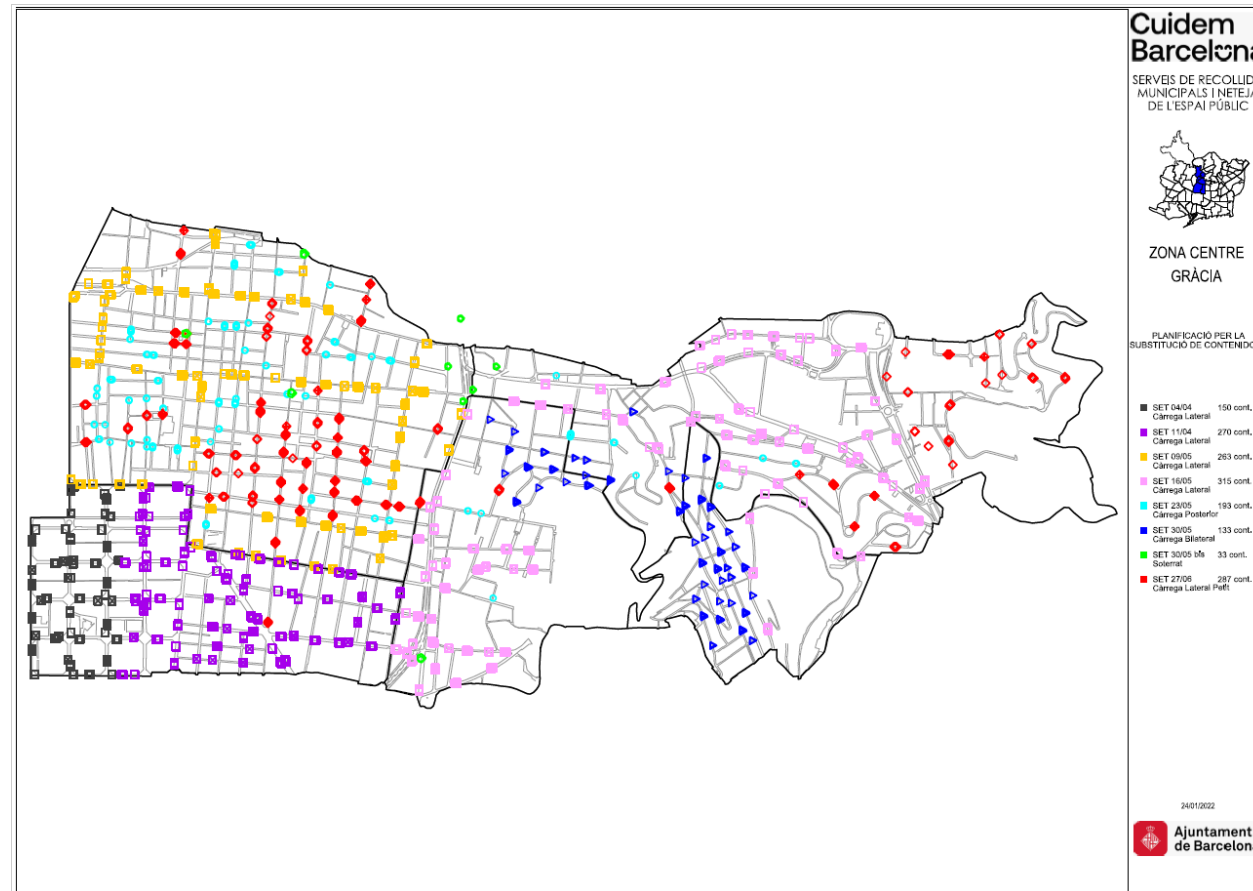 Cuidem
Barcelona
SERVEIS DE RECOLLIDA
MUNICIPALS I NETEJA
DE L'ESPAI PÚBLIC
ZONA CENTRE
GRÀCIA
PLANIFICACIÓ PER LA
SUBSTITUCIÓ DE CONTENIDO
SET 04/04 150 cont.
Càrrega Lateral
SET 11/04 270 cont.
Càrrega Lateral
SET 09/05 263 cont.
Càrrega Lateral
SET 16/05 315 cont.
Càrrega Lateral
SET 23/05 193 cont.
Càrrega Posterior
SET 30/05 133 cont.
Càrrega Bilateral
SET 30/05 bis 33 cont.
Soterrat
SET 27/06 287 cont.
Càrrega Lateral Petit
24/01/2022
Ajuntament
de Barcelona